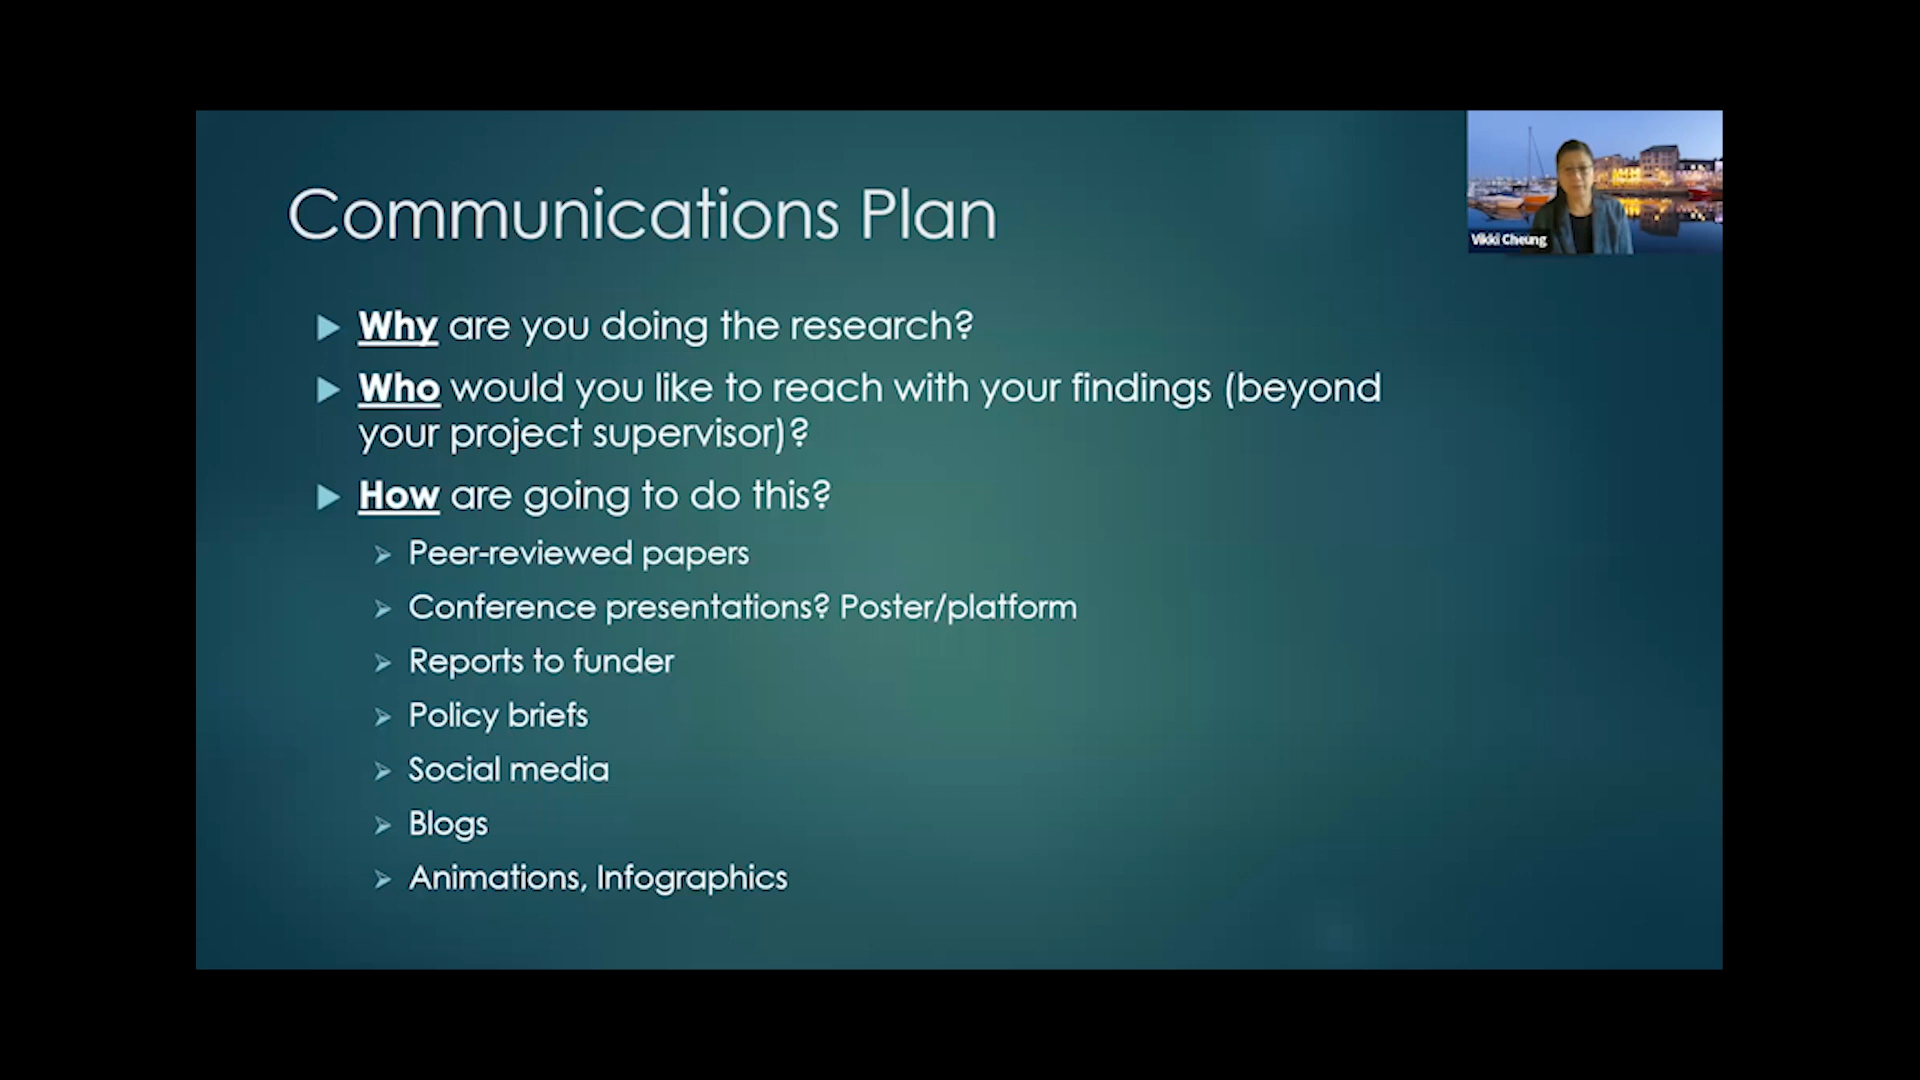 Communications Plan
Vikki Cheung
Why are you doing the research?
Who would you like to reach with your findings (beyond
your project supervisor)?
How are going to do this?
Peer-reviewed papers
Conference presentations? Poster/platform
Reports to funder
Policy briefs
Social media
Blogs
Animations, Infographics